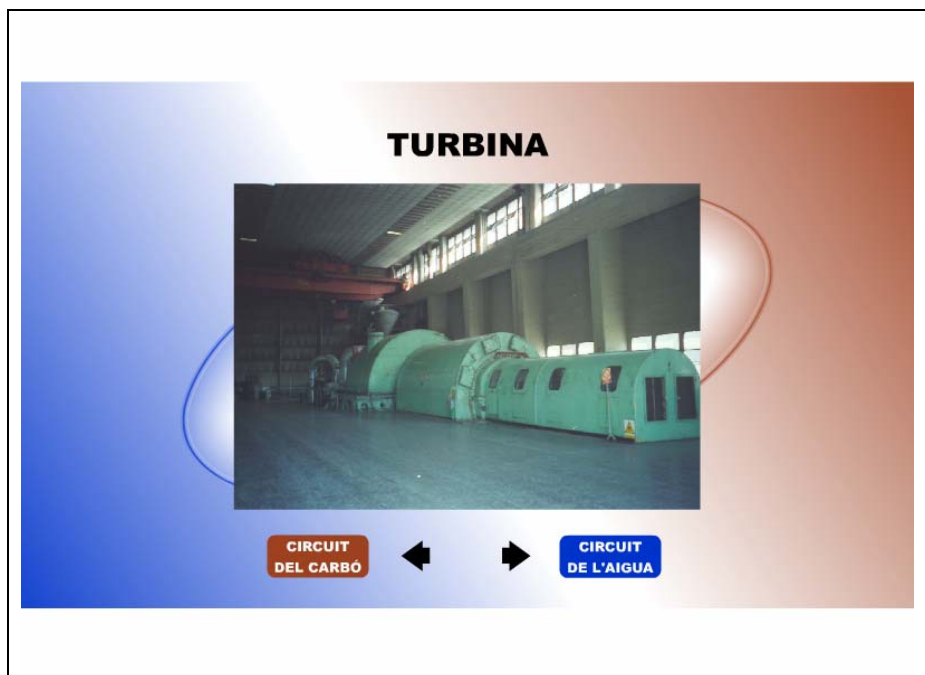 TURBINA
CIRCUIT
DEL CARBÓ
CIRCUIT
DE L'AIGUA